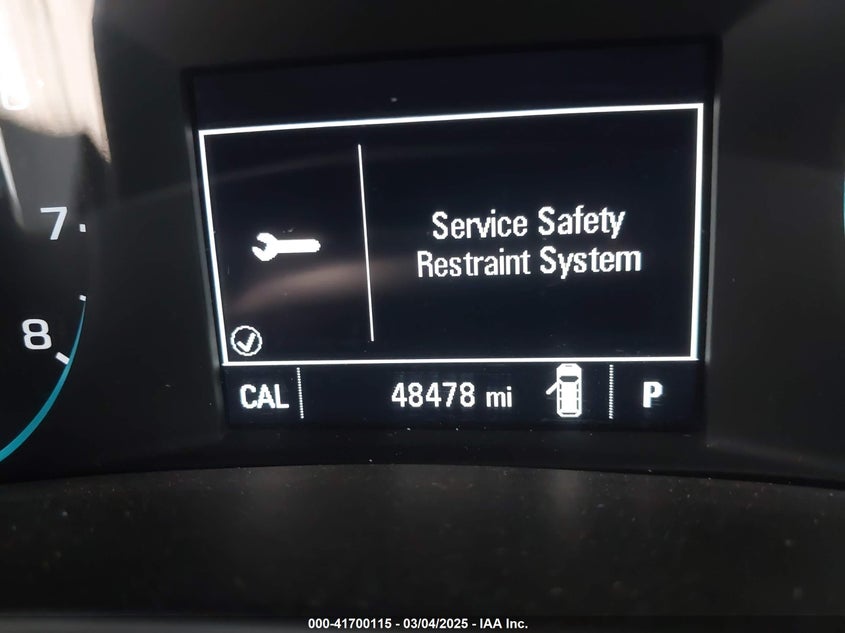 7
8
Service Safety
Restraint System
CAL 48478 mi P
000-41700115 - 03/04/2025 - IAA Inc.